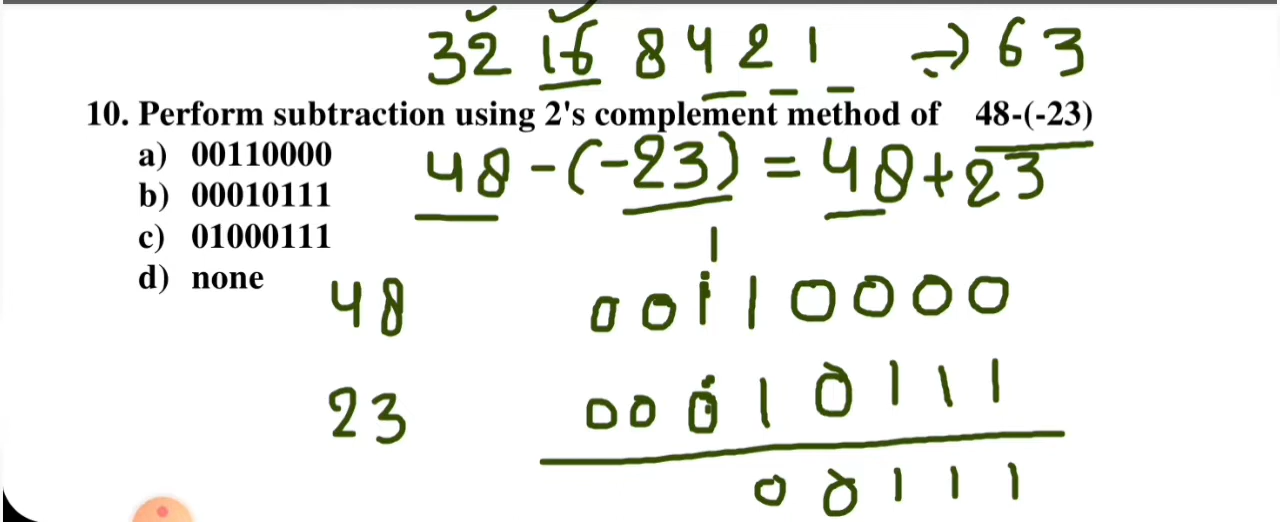 32 16 8 4 2 1 → 63
10. Perform subtraction using 2's complement method of 48-(-23)
a) 00110000
b) 00010111
c) 01000111
d) none
48 - (-23) = 48 + 23
1
48 00110000
23 00010111
00111